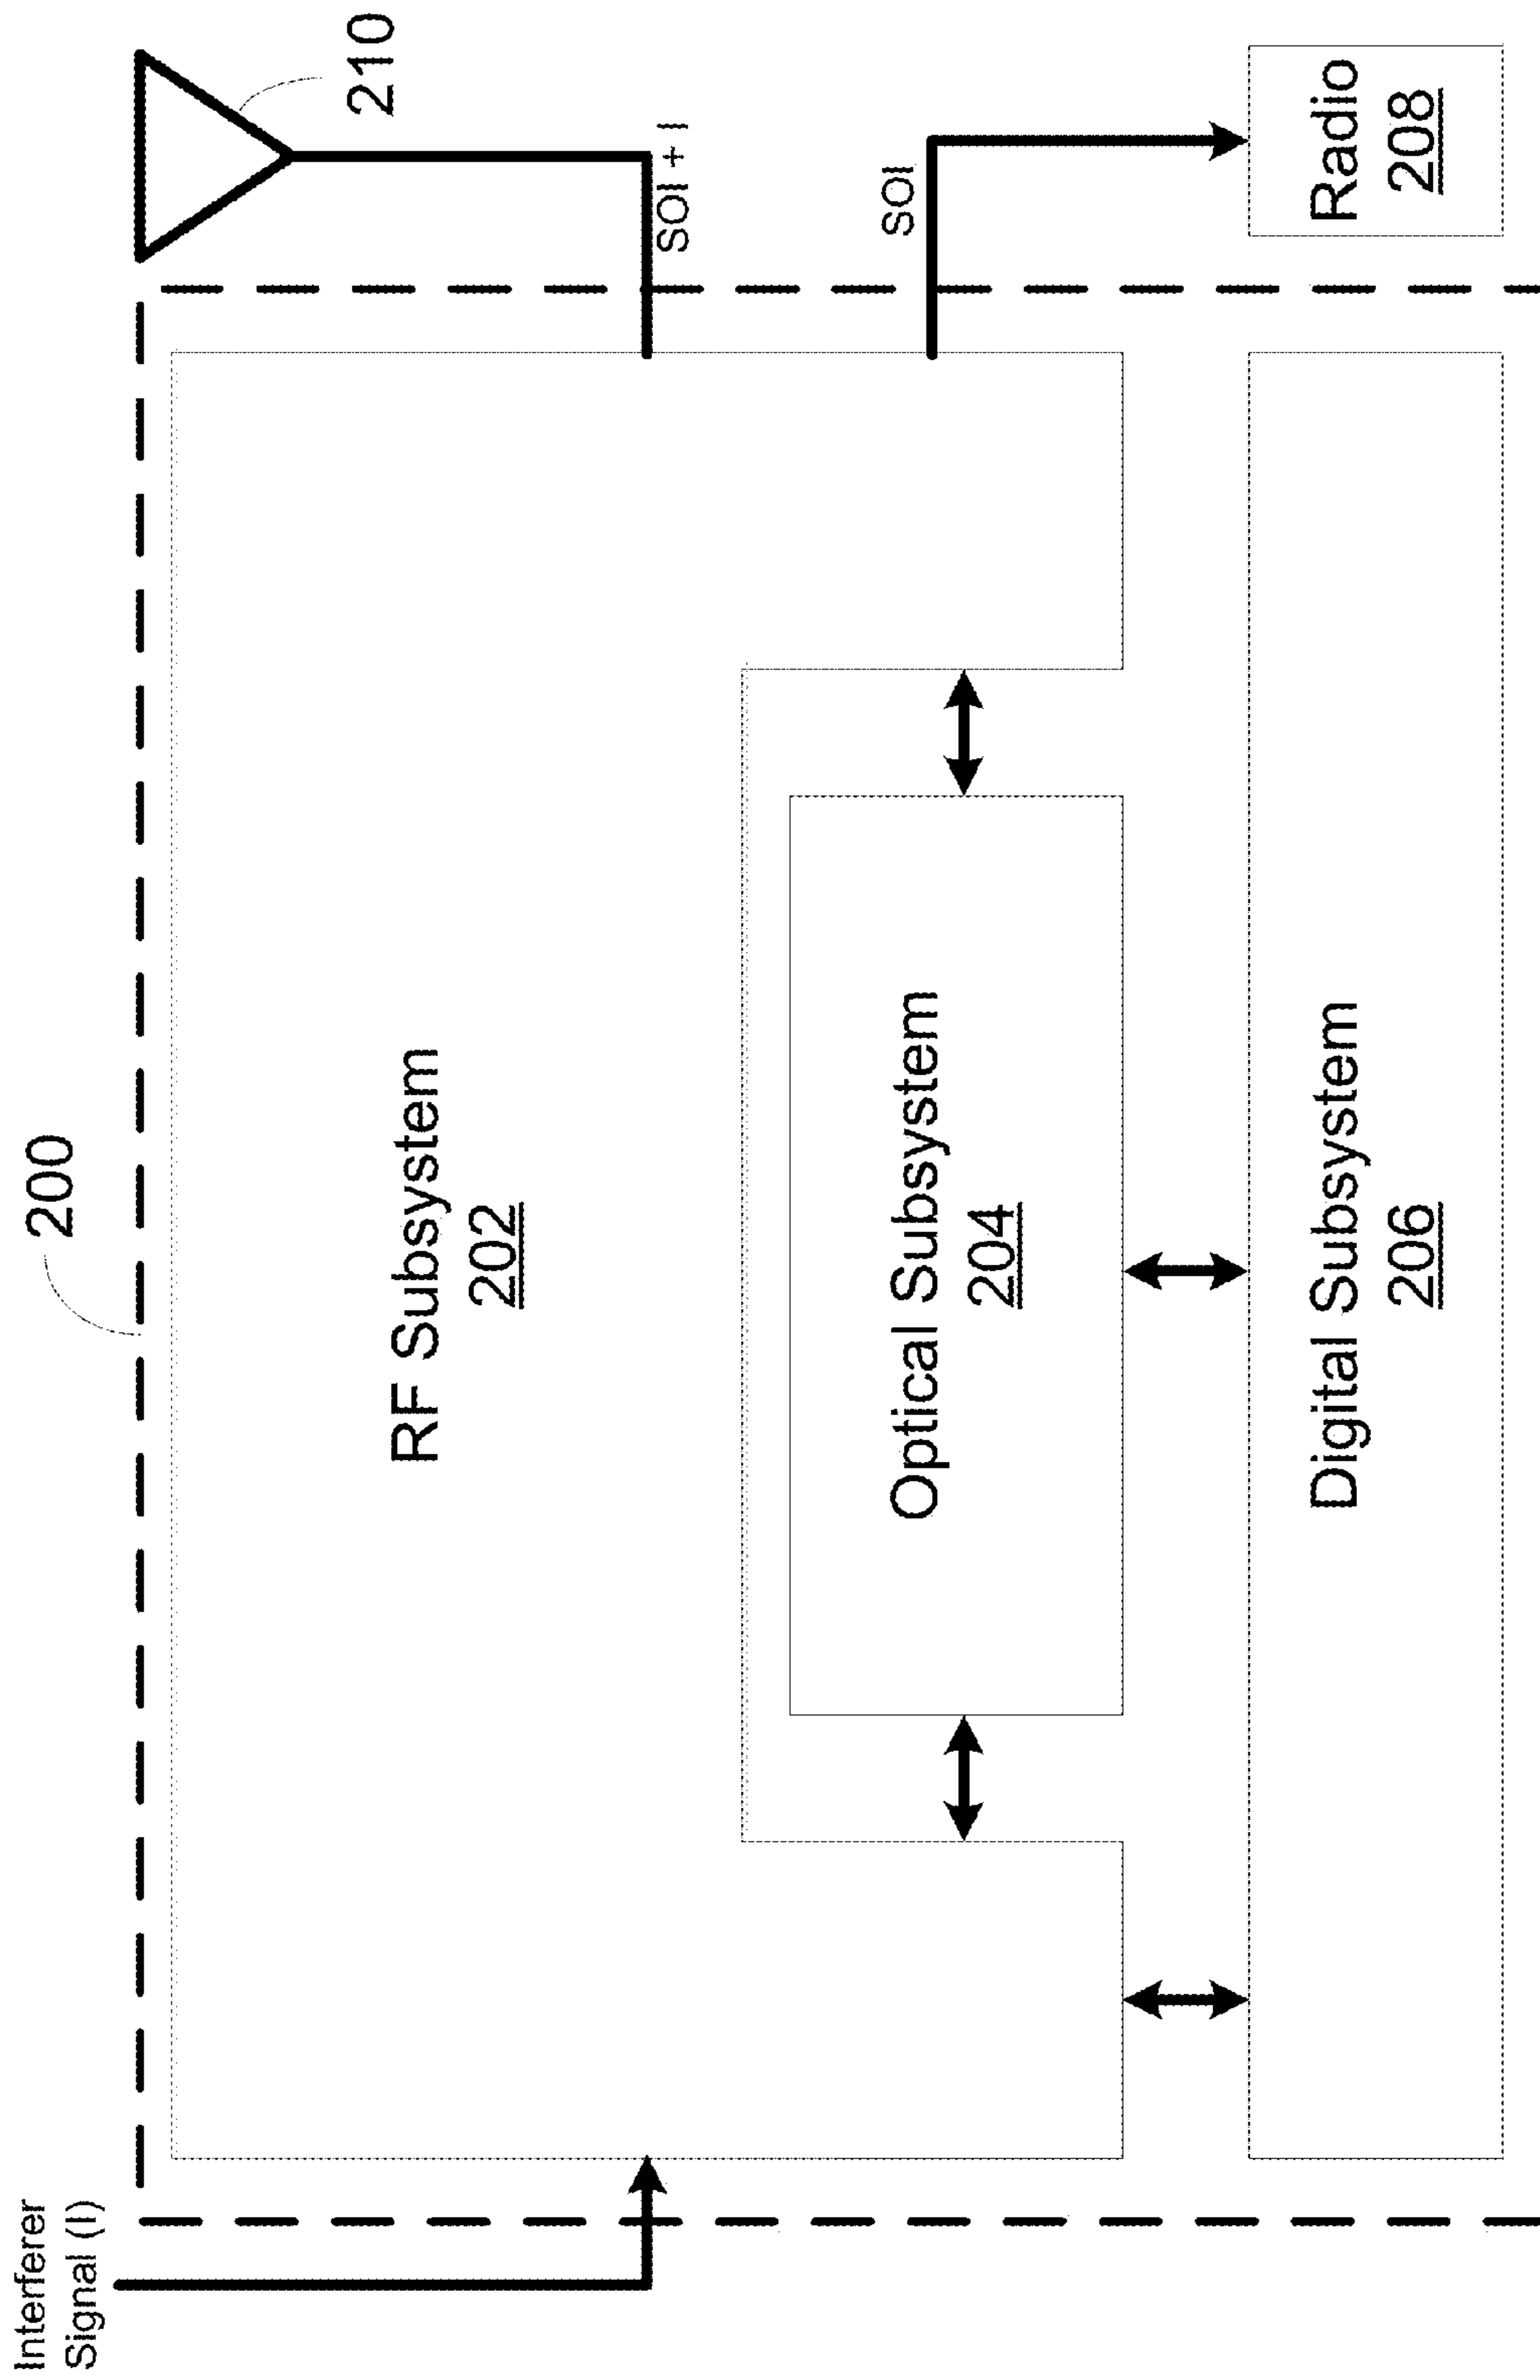 200
Interferer
Signal (I)
210
RF Subsystem
202
SOI + I
SOI
Optical Subsystem
204
Digital Subsystem
206
Radio
208